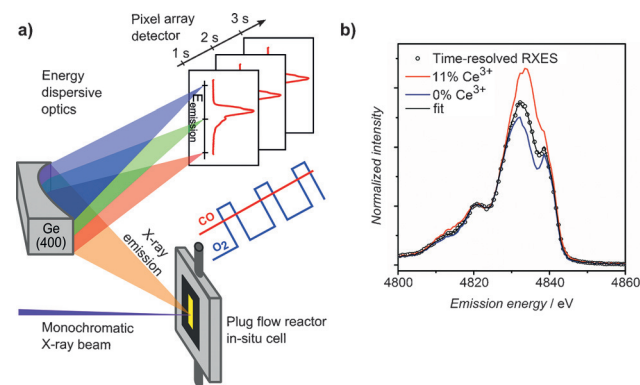 a)
Pixel array
detector
1 s
2 s
3 s
Energy
dispersive
optics
E emission
Ge
(400)
X-ray
emission
CO
O2
Monochromatic
X-ray beam
Plug flow reactor
in-situ cell
b)
Time-resolved RXES
11% Ce³⁺
0% Ce³⁺
fit
Normalized intensity
4800
4820
4840
4860
Emission energy / eV